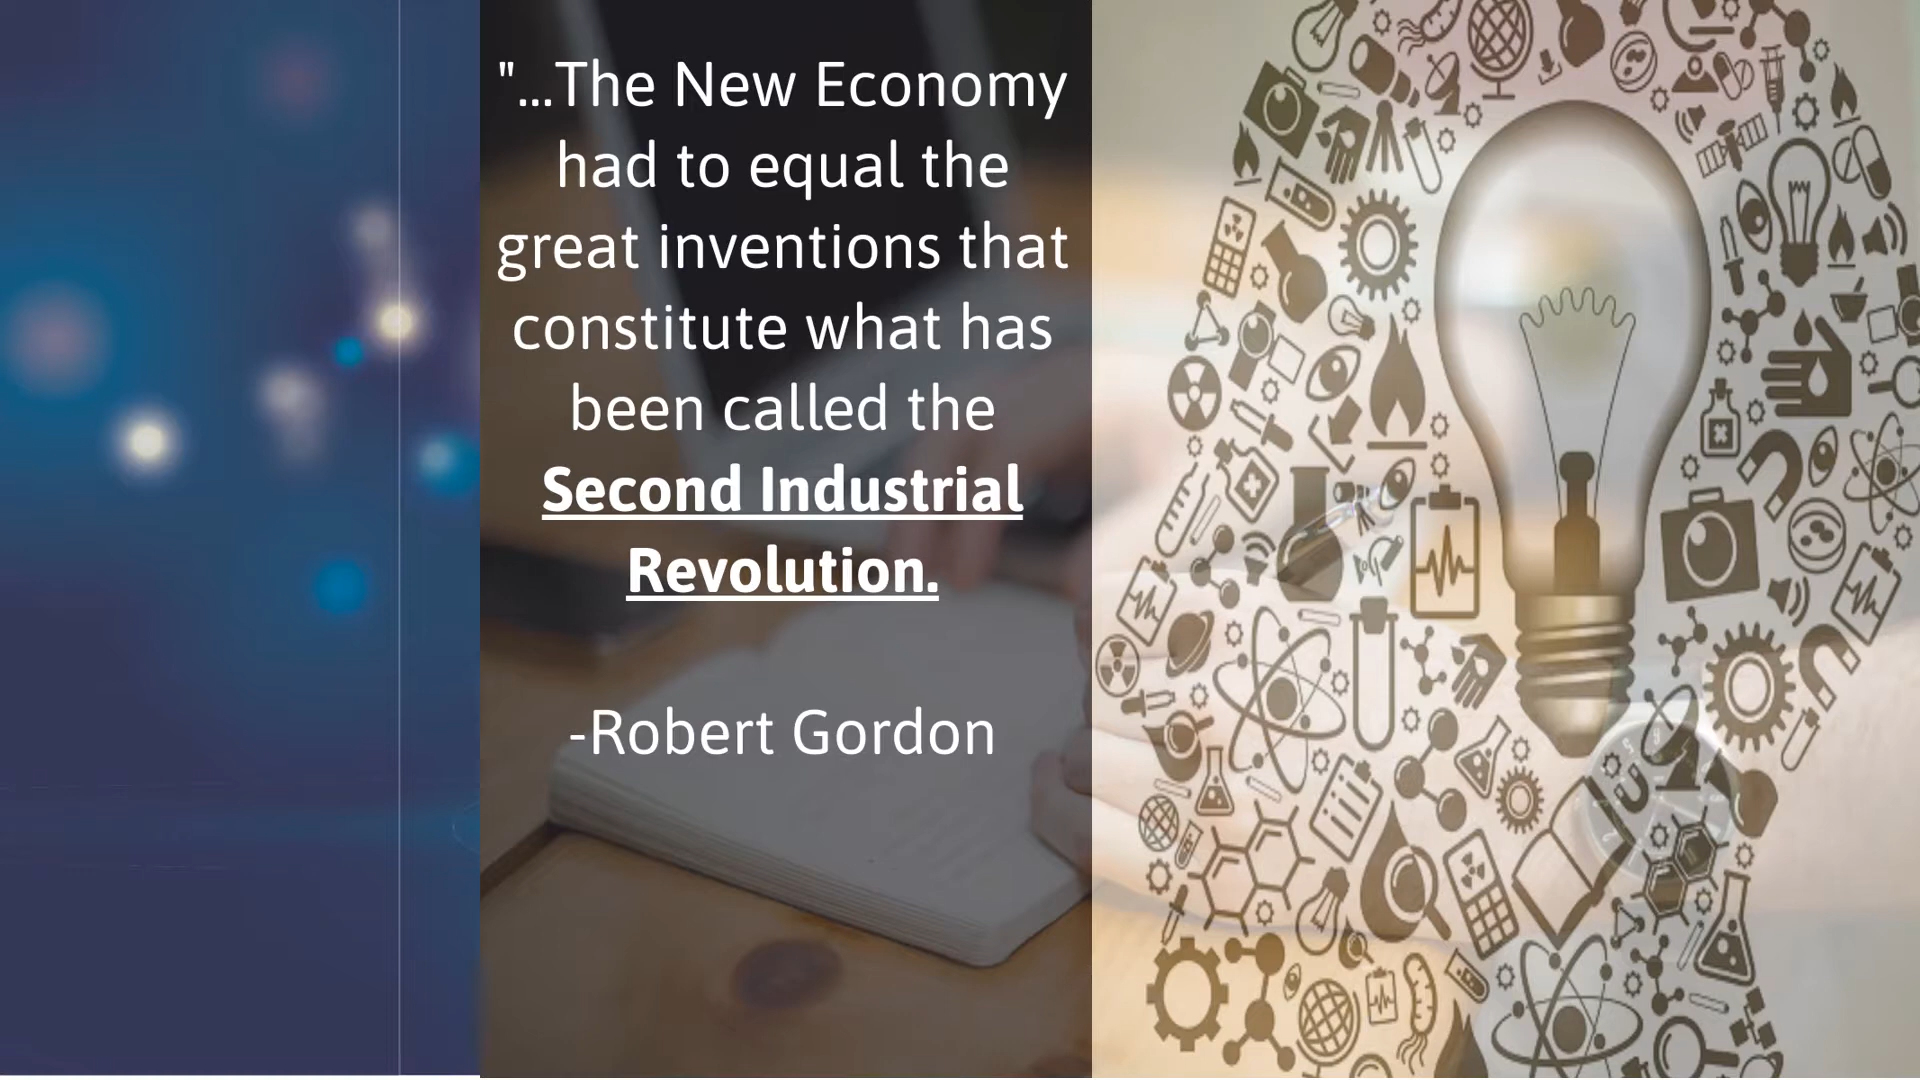 "...The New Economy
had to equal the
great inventions that
constitute what has
been called the
Second Industrial
Revolution.
-Robert Gordon